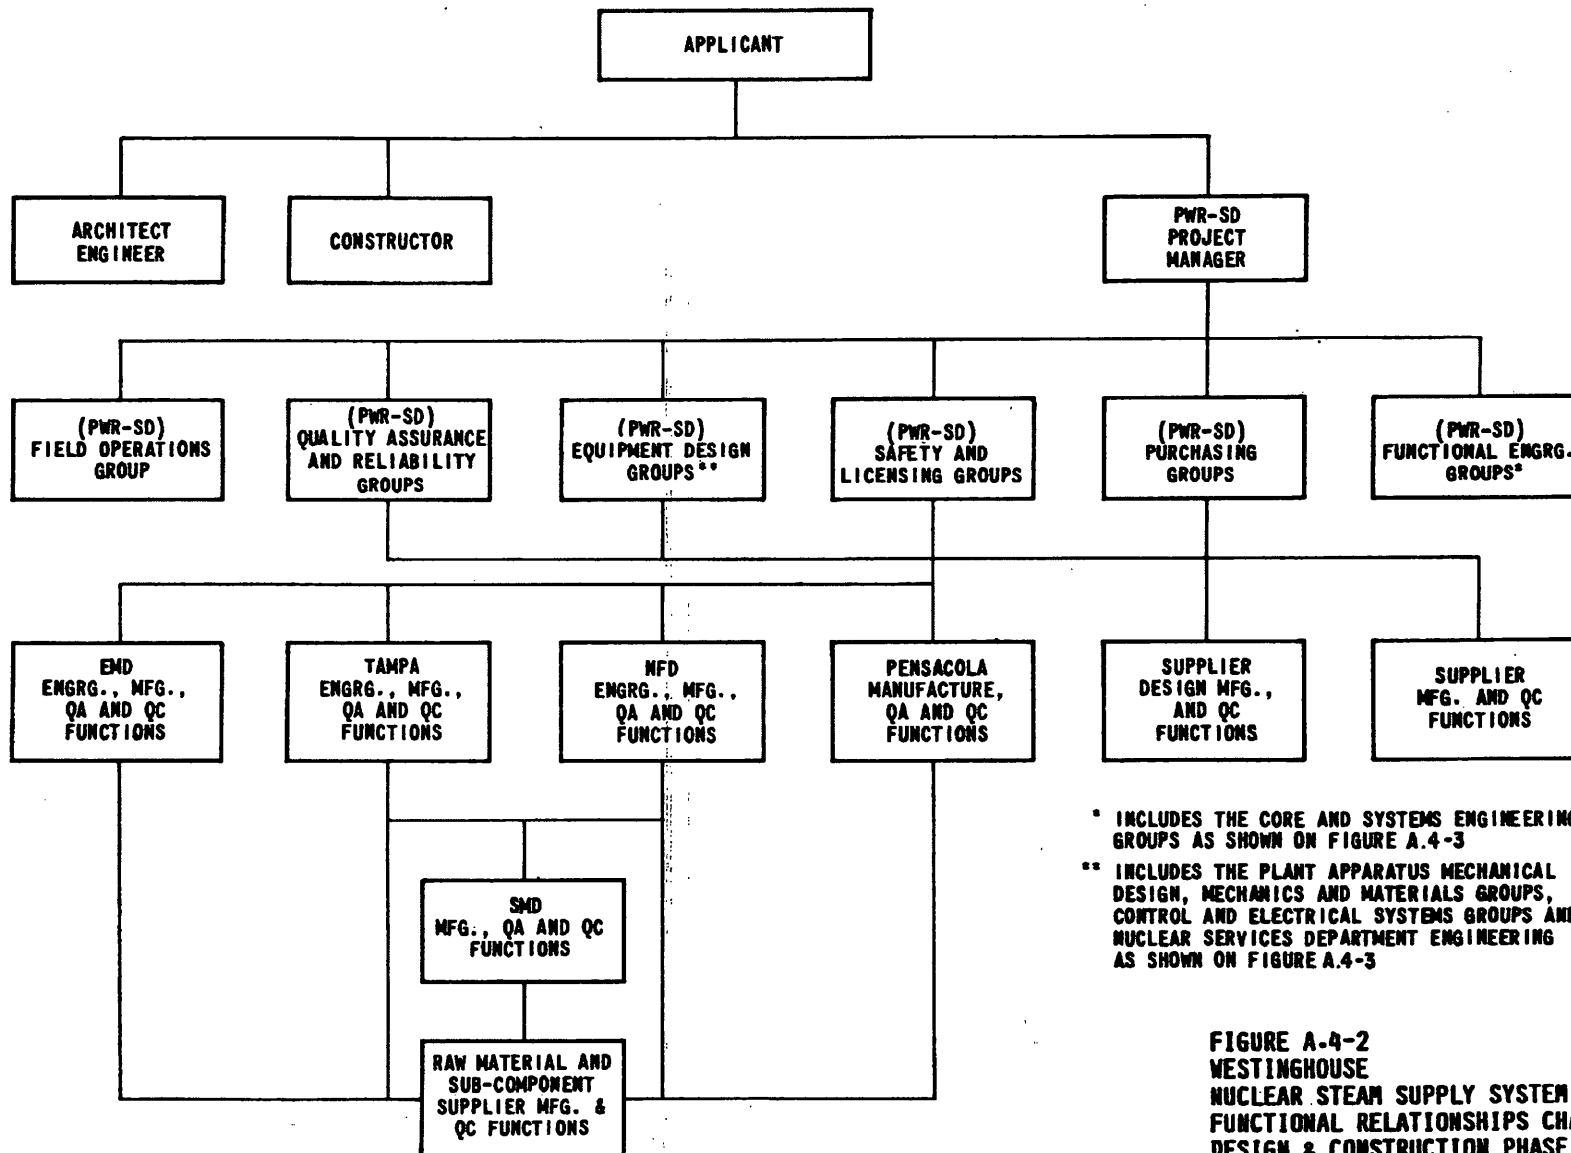 APPLICANT
ARCHITECT
ENGINEER
CONSTRUCTOR
PWR-SD
PROJECT
MANAGER
(PWR-SD)
FIELD OPERATIONS
GROUP
(PWR-SD)
QUALITY ASSURANCE
AND RELIABILITY
GROUPS
(PWR-SD)
EQUIPMENT DESIGN
GROUPS**
(PWR-SD)
SAFETY AND
LICENSING GROUPS
(PWR-SD)
PURCHASING
GROUPS
(PWR-SD)
FUNCTIONAL ENGRG.
GROUPS*
EMD
ENGRG., MFG.,
QA AND QC
FUNCTIONS
TAMPA
ENGRG., MFG.,
QA AND QC
FUNCTIONS
NFD
ENGRG., MFG.,
QA AND QC
FUNCTIONS
PENSACOLA
MANUFACTURE,
QA AND QC
FUNCTIONS
SUPPLIER
DESIGN MFG.,
AND QC
FUNCTIONS
SUPPLIER
MFG. AND QC
FUNCTIONS
SMD
MFG., QA AND QC
FUNCTIONS
RAW MATERIAL AND
SUB-COMPONENT
SUPPLIER MFG. &
QC FUNCTIONS
* INCLUDES THE CORE AND SYSTEMS ENGINEERING
GROUPS AS SHOWN ON FIGURE A.4-3
** INCLUDES THE PLANT APPARATUS MECHANICAL
DESIGN, MECHANICS AND MATERIALS GROUPS,
CONTROL AND ELECTRICAL SYSTEMS GROUPS AND
NUCLEAR SERVICES DEPARTMENT ENGINEERING
AS SHOWN ON FIGURE A.4-3
FIGURE A.4-2
WESTINGHOUSE
NUCLEAR STEAM SUPPLY SYSTEM
FUNCTIONAL RELATIONSHIPS CHA
DESIGN & CONSTRUCTION PHASE